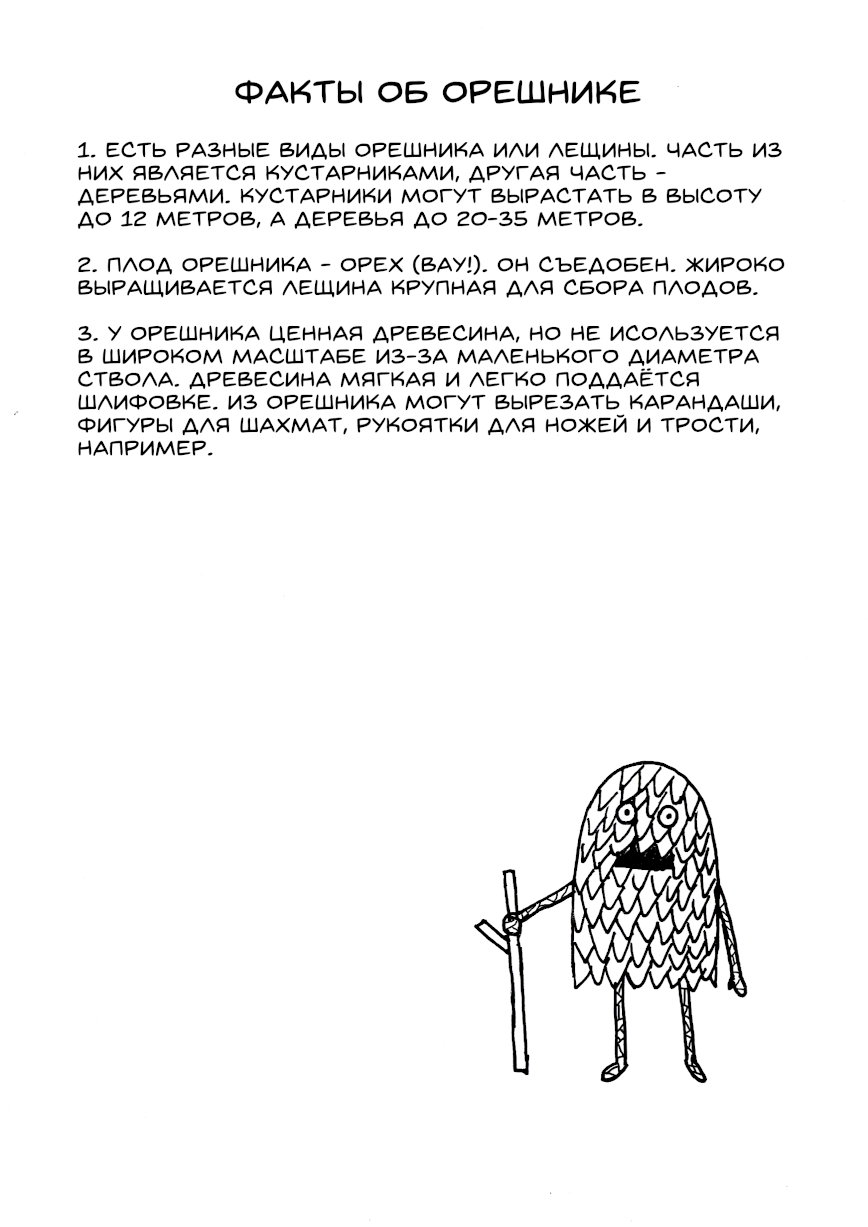 ФАКТЫ ОБ ОРЕШНИКЕ
1. ЕСТЬ РАЗНЫЕ ВИДЫ ОРЕШНИКА ИЛИ ЛЕЩИНЫ. ЧАСТЬ ИЗ
НИХ ЯВЛЯЕТСЯ КУСТАРНИКАМИ, ДРУГАЯ ЧАСТЬ -
ДЕРЕВЬЯМИ. КУСТАРНИКИ МОГУТ ВЫРАСТАТЬ В ВЫСОТУ
ДО 12 МЕТРОВ, А ДЕРЕВЬЯ ДО 20-35 МЕТРОВ.
2. ПЛОД ОРЕШНИКА - ОРЕХ (ВАУ!). ОН СЪЕДОБЕН. ЖИРОКО
ВЫРАЩИВАЕТСЯ ЛЕЩИНА КРУПНАЯ ДЛЯ СБОРА ПЛОДОВ.
3. У ОРЕШНИКА ЦЕННАЯ ДРЕВЕСИНА, НО НЕ ИСОЛЬЗУЕТСЯ
В ШИРОКОМ МАСШТАБЕ ИЗ-ЗА МАЛЕНЬКОГО ДИАМЕТРА
СТВОЛА. ДРЕВЕСИНА МЯГКАЯ И ЛЕГКО ПОДДАЁТСЯ
ШЛИФОВКЕ. ИЗ ОРЕШНИКА МОГУТ ВЫРЕЗАТЬ КАРАНДАШИ,
ФИГУРЫ ДЛЯ ШАХМАТ, РУКОЯТКИ ДЛЯ НОЖЕЙ И ТРОСТИ,
НАПРИМЕР.